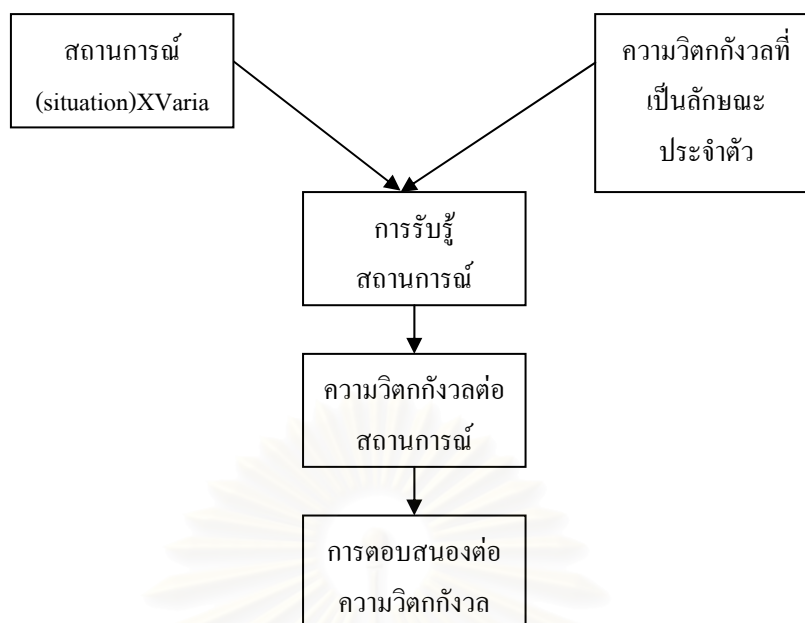 สถานการณ์
(situation)XVaria
ความวิตกกังวลที่
เป็นลักษณะ
ประจำตัว
การรับรู้
สถานการณ์
ความวิตกกังวลต่อ
สถานการณ์
การตอบสนองต่อ
ความวิตกกังวล